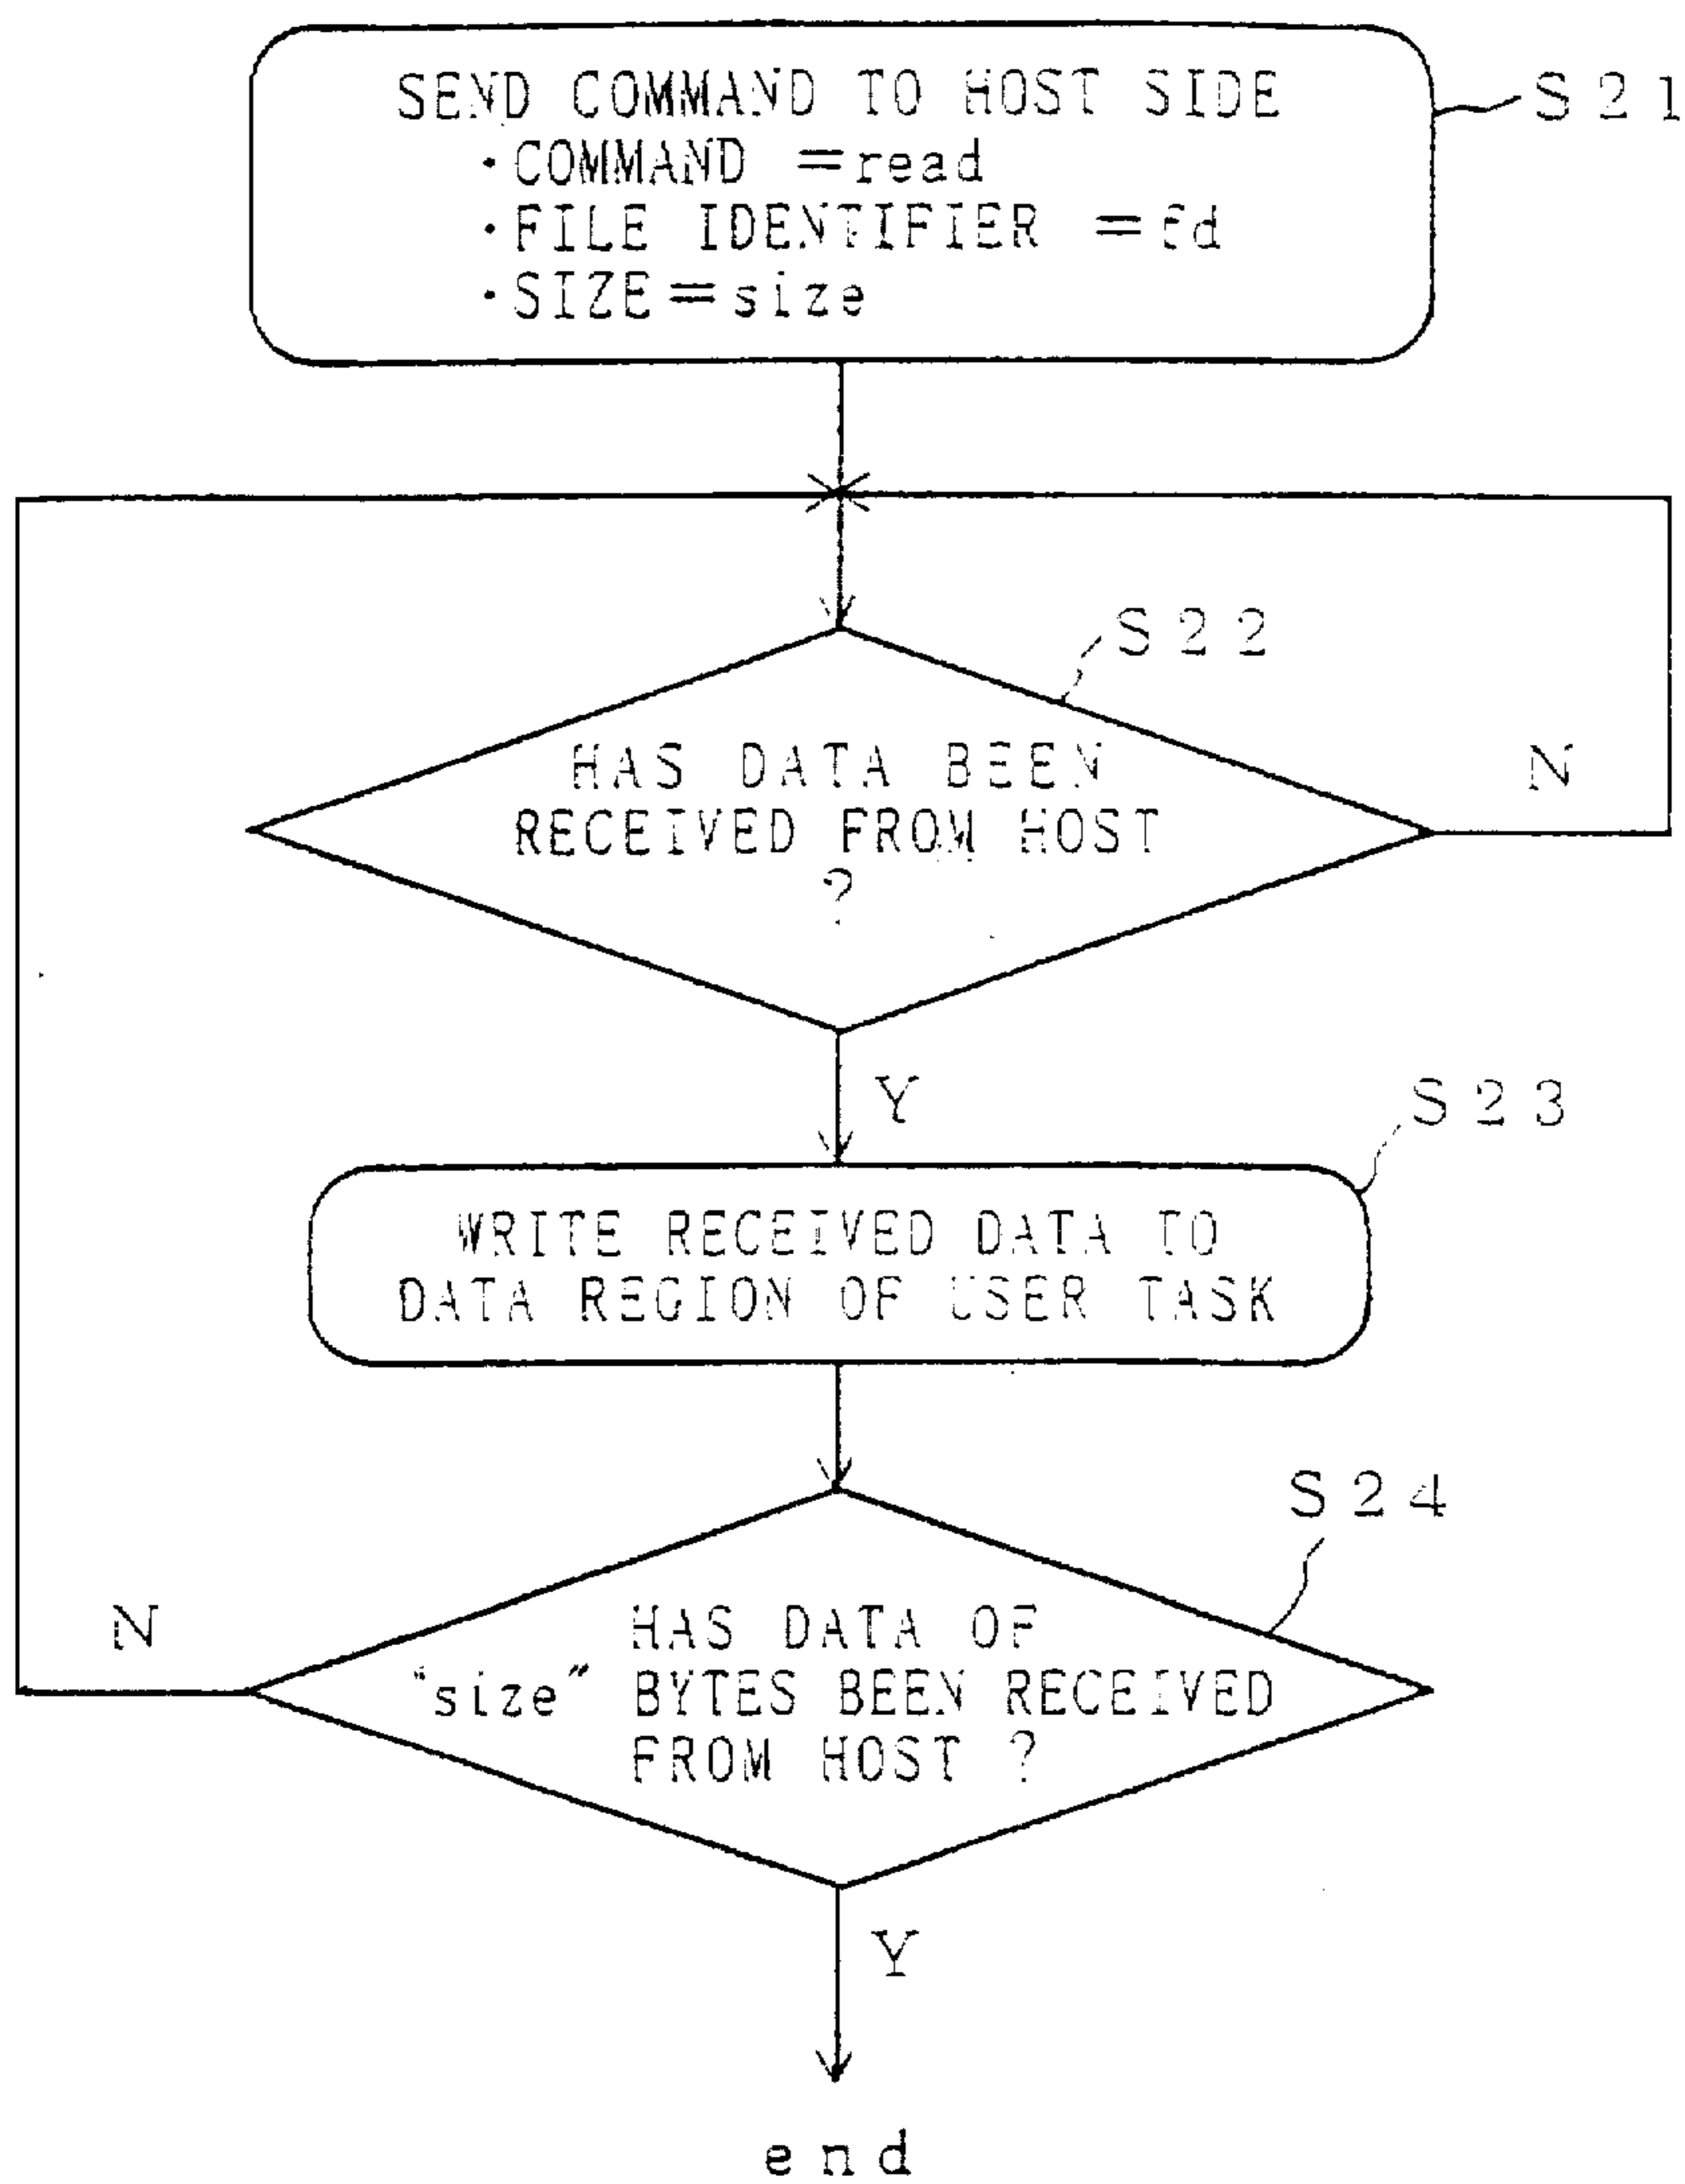 SEND COMMAND TO HOST SIDE
S21
・COMMAND =read
・FILE IDENTIFIER =fd
・SIZE=size
S22
HAS DATA BEEN
RECEIVED FROM HOST
?
N
Y
S23
WRITE RECEIVED DATA TO
DATA REGION OF USER TASK
S24
N
HAS DATA OF
"size" BYTES BEEN RECEIVED
FROM HOST ?
Y
end